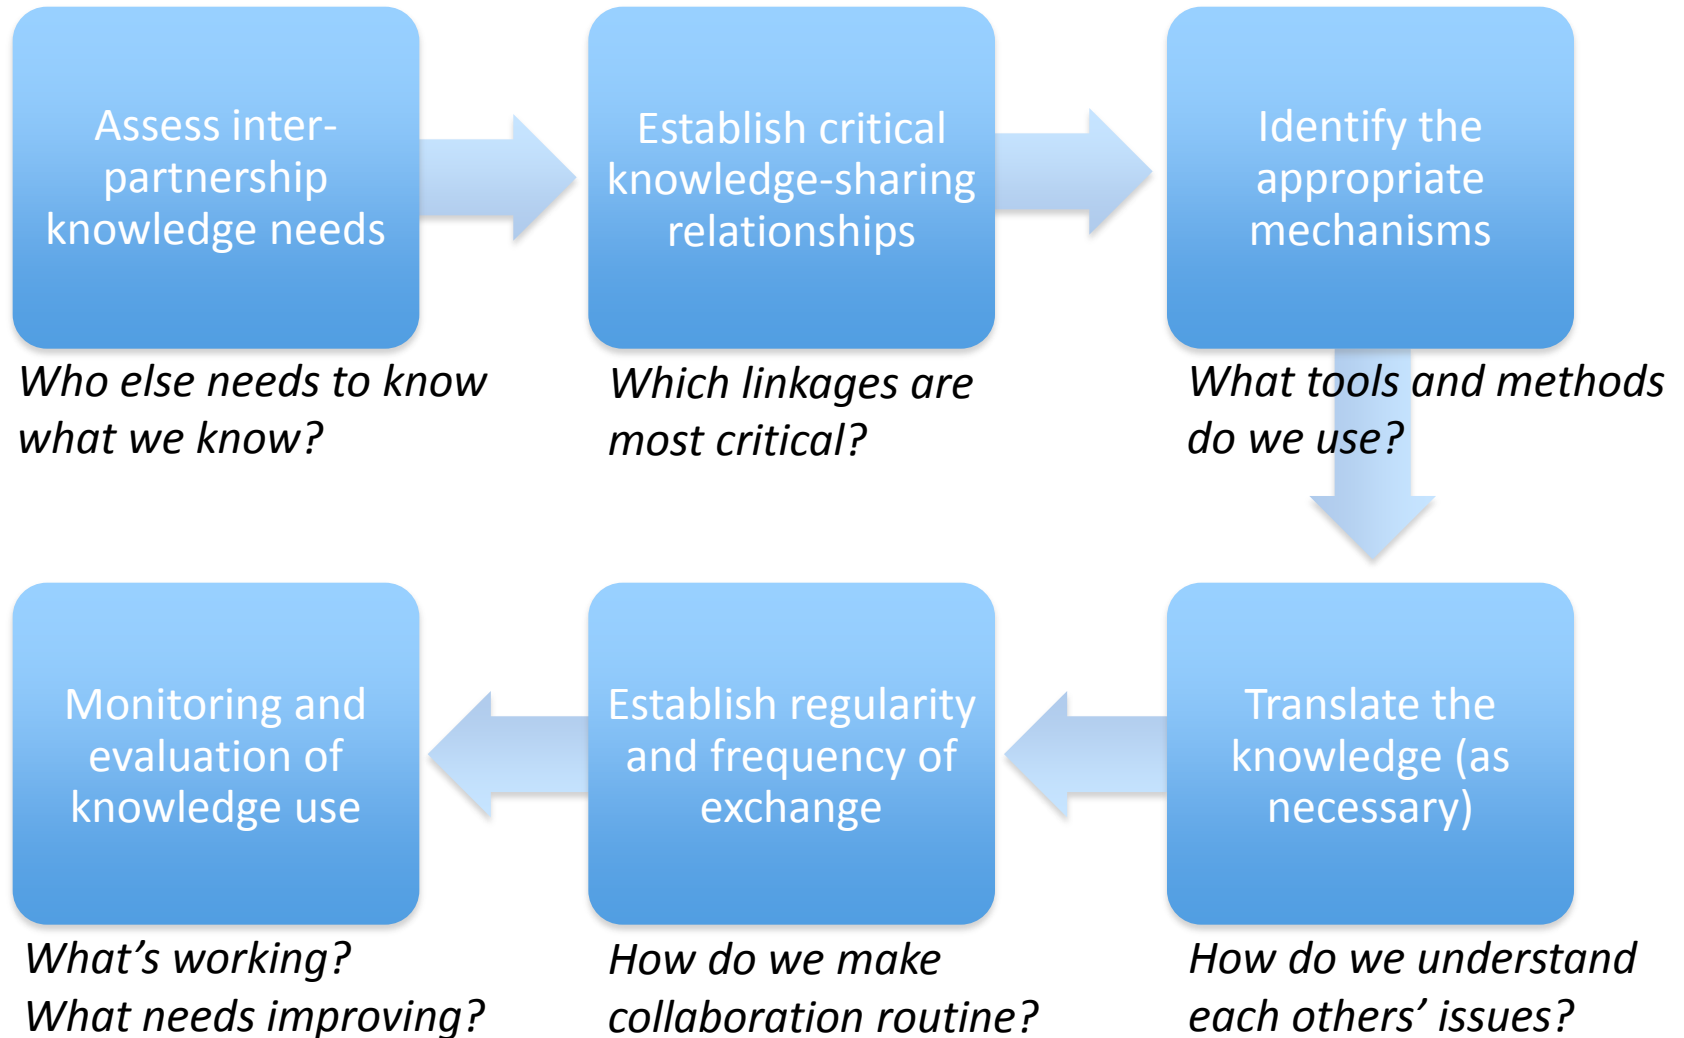 Assess inter-
partnership
knowledge needs
Who else needs to know
what we know?
Establish critical
knowledge-sharing
relationships
Which linkages are
most critical?
Identify the
appropriate
mechanisms
What tools and methods
do we use?
Translate the
knowledge (as
necessary)
How do we understand
each others’ issues?
Establish regularity
and frequency of
exchange
How do we make
collaboration routine?
Monitoring and
evaluation of
knowledge use
What’s working?
What needs improving?